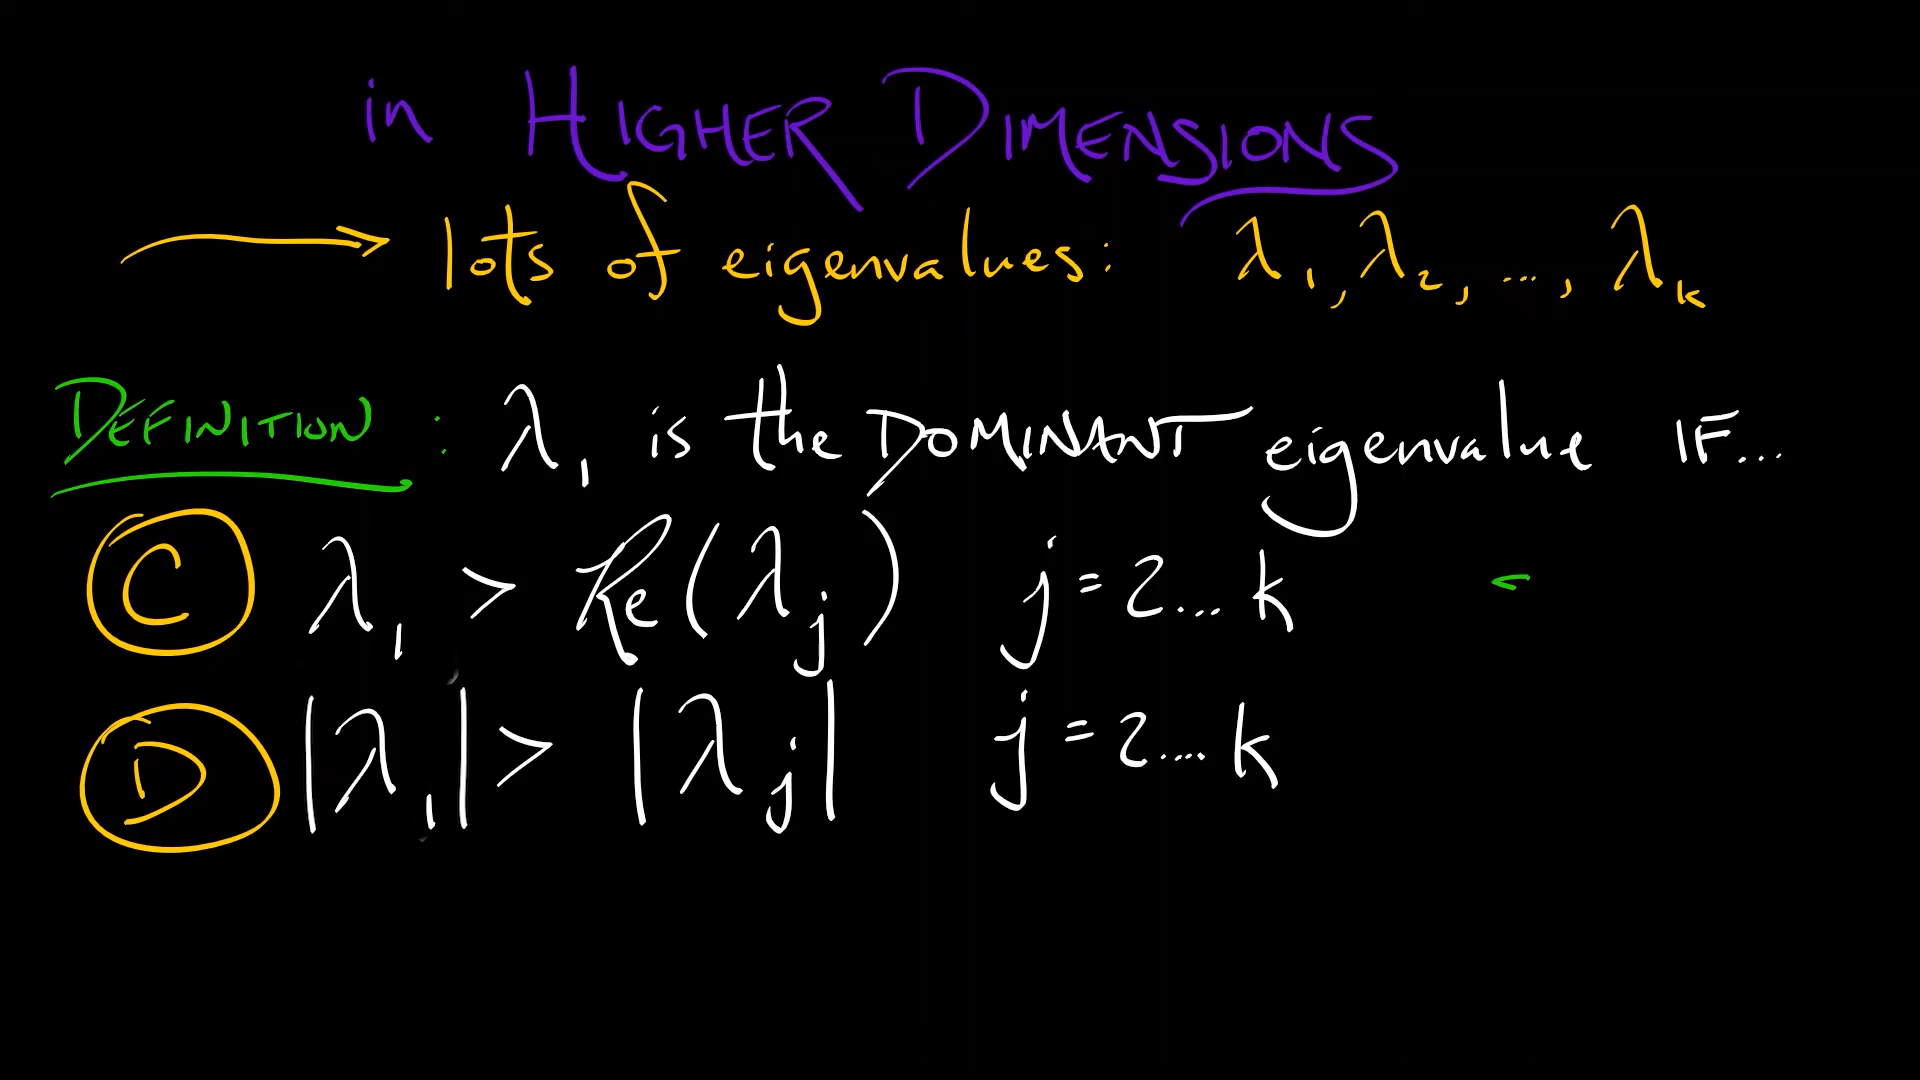 in HIGHER DIMENSIONS
→ lots of eigenvalues: λ₁, λ₂, ..., λₖ
DEFINITION: λ₁ is the DOMINANT eigenvalue IF...
C λ₁ > Re(λⱼ) j=2...k
D |λ₁| > |λⱼ| j=2....k